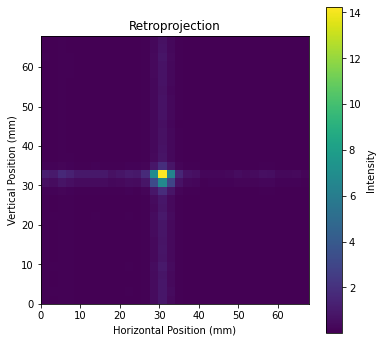 Retroprojection
14
12
10
8
6
4
2
Intensity
60
50
40
30
20
10
0
Vertical Position (mm)
0 10 20 30 40 50 60
Horizontal Position (mm)